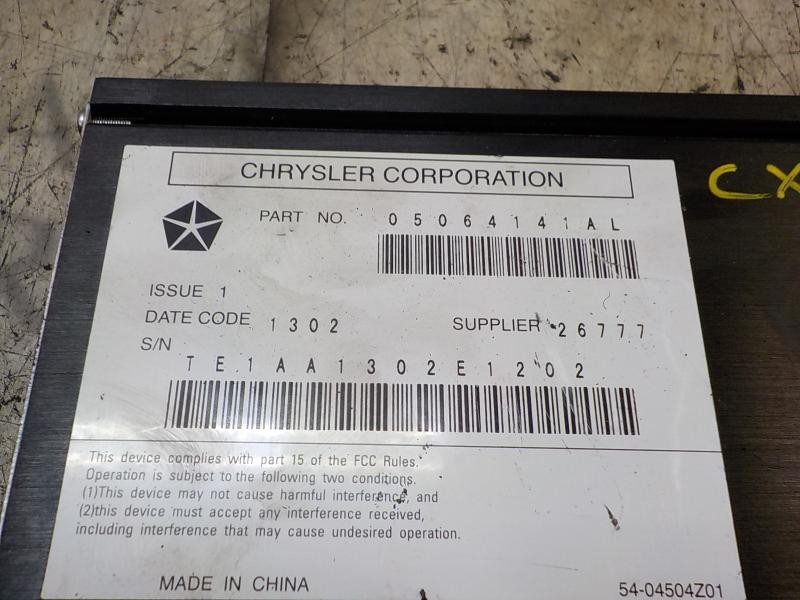 CHRYSLER CORPORATION
PART NO. 05064141AL
ISSUE 1
DATE CODE 1302
SUPPLIER 26777
S/N
TE1AA1302E1202
This device complies with part 15 of the FCC Rules.
Operation is subject to the following two conditions.
(1)This device may not cause harmful interference, and
(2)this device must accept any interference received,
including interference that may cause undesired operation.
MADE IN CHINA
54-04504Z01
CX